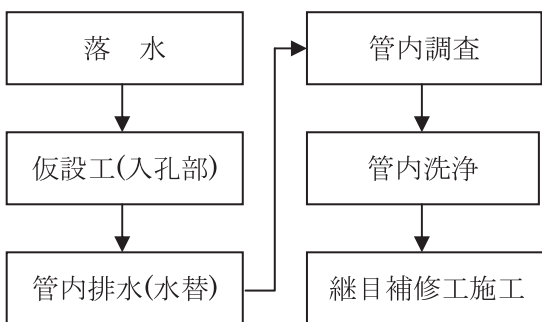 落　水
仮設工(入孔部)
管内排水(水替)
管内調査
管内洗浄
継目補修工施工